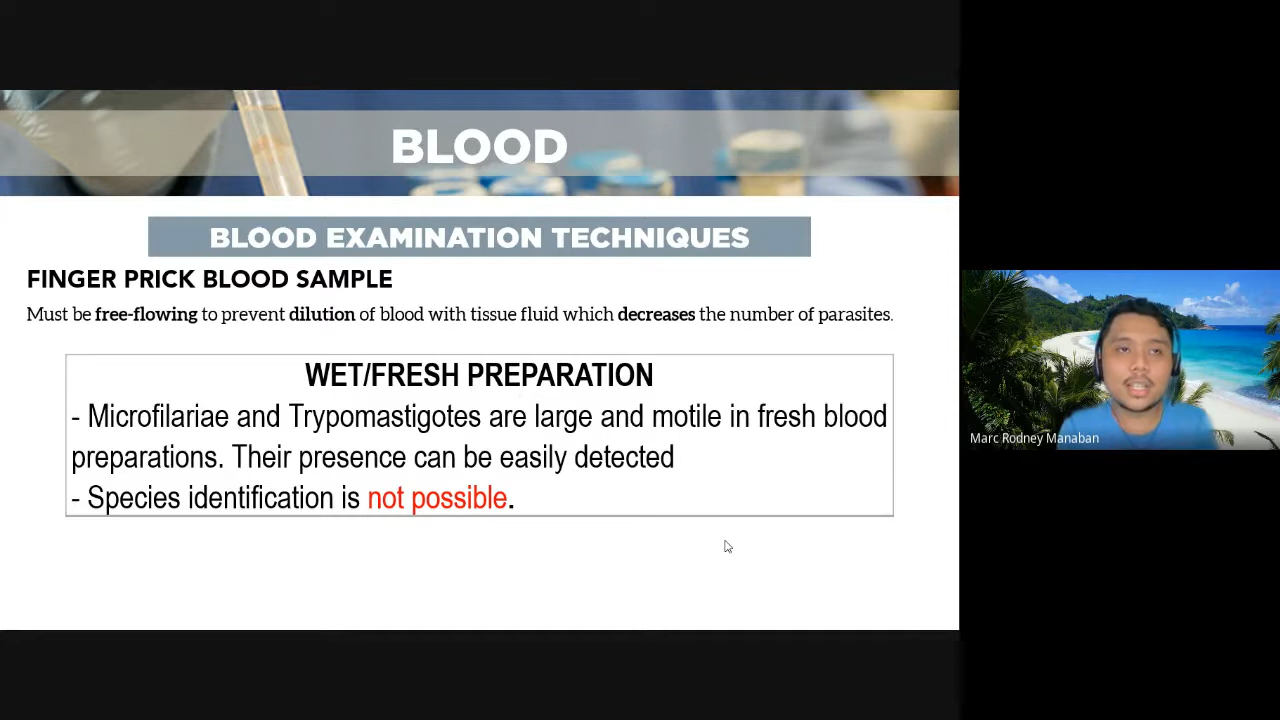 BLOOD
BLOOD EXAMINATION TECHNIQUES
FINGER PRICK BLOOD SAMPLE
Must be free-flowing to prevent dilution of blood with tissue fluid which decreases the number of parasites.
WET/FRESH PREPARATION
- Microfilariae and Trypomastigotes are large and motile in fresh blood
preparations. Their presence can be easily detected
- Species identification is not possible.
Marc Rodney Manaban